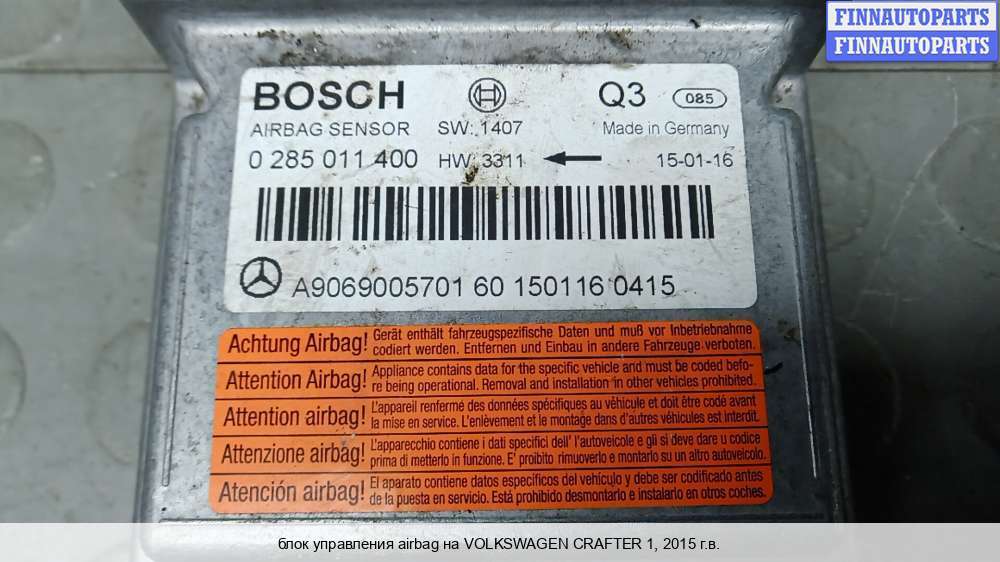 FINNAUTOPARTS
FINNAUTOPARTS
BOSCH Q3 085
AIRBAG SENSOR SW: 1407 Made in Germany
0 285 011 400 HW: 3311 15-01-16
A9069005701 60 150116 0415
Achtung Airbag! Gerät enthält fahrzeugspezifische Daten und muß vor Inbetriebnahme
codiert werden. Entfernen und Einbau in andere Fahrzeuge verboten.
Attention Airbag! Appliance contains data for the specific vehicle and must be coded befo-
re being operational. Removal and installation in other vehicles prohibited.
Attention airbag! L'appareil renferme des données spécifiques au véhicule et doit être codé avant
la mise en service. L'enlèvement et le montage dans d'autres véhicules est interdit.
Attenzione airbag! L'apparecchio contiene i dati specifici dell' l'autoveicole e gli si deve dare u codice
prima di metterlo in funzione. E' proibito rimuoverlo e montarlo su un altro autoveicolo.
Atención airbag! El aparato contiene datos específicos del vehículo y debe ser codificado antes
de la puesta en servicio. Está prohibido desmontarlo e instalarlo en otros coches.
блок управления airbag на VOLKSWAGEN CRAFTER 1, 2015 г.в.